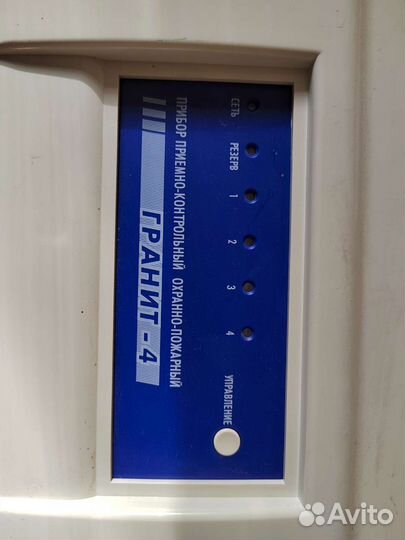 СЕТЬ РЕЗЕРВ 1 2 3 4 УПРАВЛЕНИЕ
ПРИБОР ПРИЕМНО-КОНТРОЛЬНЫЙ ОХРАННО-ПОЖАРНЫЙ
ГРАНИТ-4
Avito